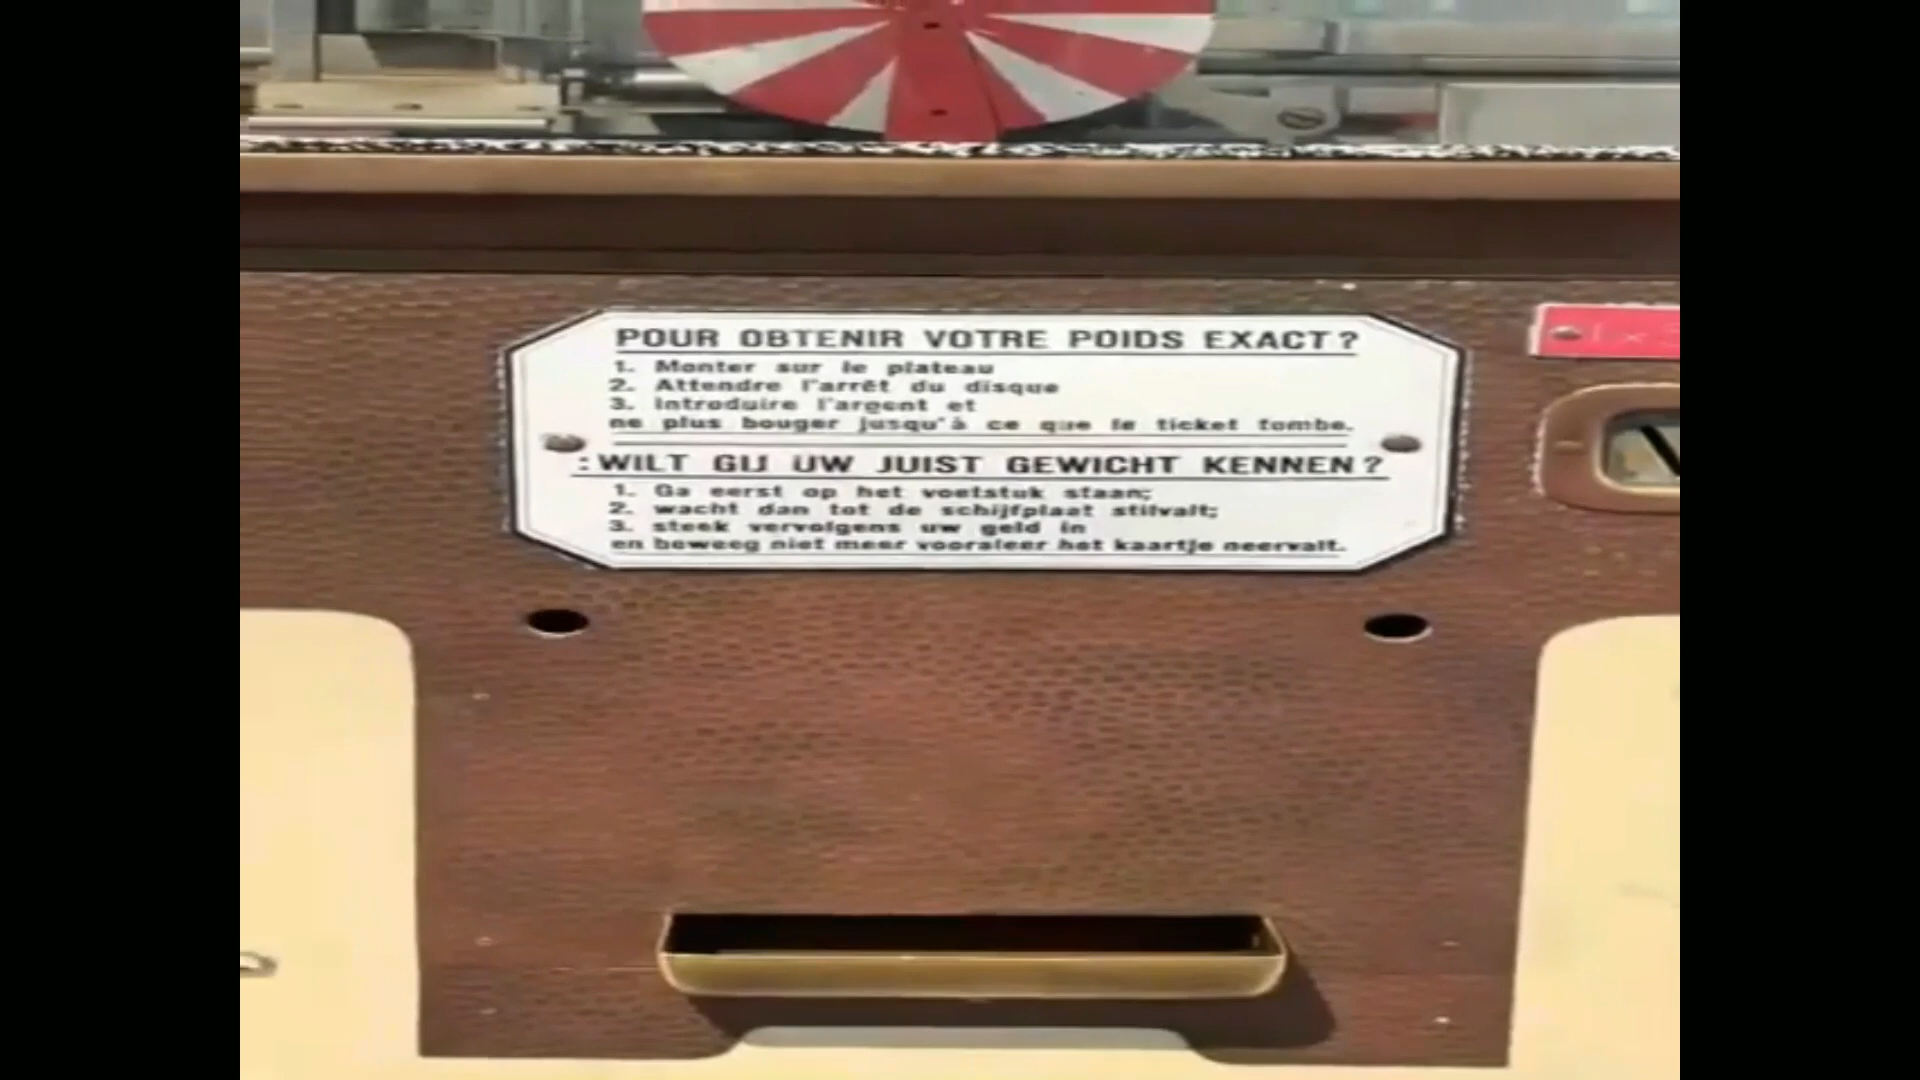 POUR OBTENIR VOTRE POIDS EXACT?
1. Monter sur le plateau
2. Attendre l'arrêt du disque
3. Introduire l'argent et
ne plus bouger jusqu'à ce que le ticket tombe.
: WILT GIJ UW JUIST GEWICHT KENNEN?
1. Ga eerst op het voetstuk staan;
2. wacht dan tot de schijfplaat stilvalt;
3. steek vervolgens uw geld in
en beweeg niet meer vooraleer het kaartje neervalt.
1x